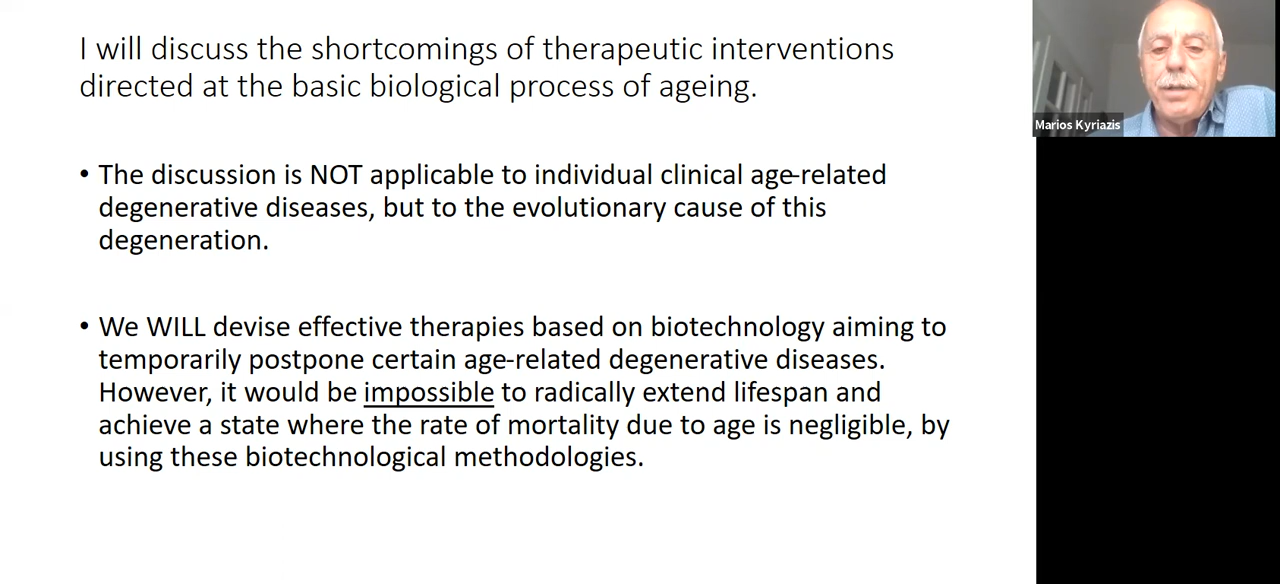 I will discuss the shortcomings of therapeutic interventions
directed at the basic biological process of ageing.
• The discussion is NOT applicable to individual clinical age-related
degenerative diseases, but to the evolutionary cause of this
degeneration.
• We WILL devise effective therapies based on biotechnology aiming to
temporarily postpone certain age-related degenerative diseases.
However, it would be impossible to radically extend lifespan and
achieve a state where the rate of mortality due to age is negligible, by
using these biotechnological methodologies.
Marios Kyriazis